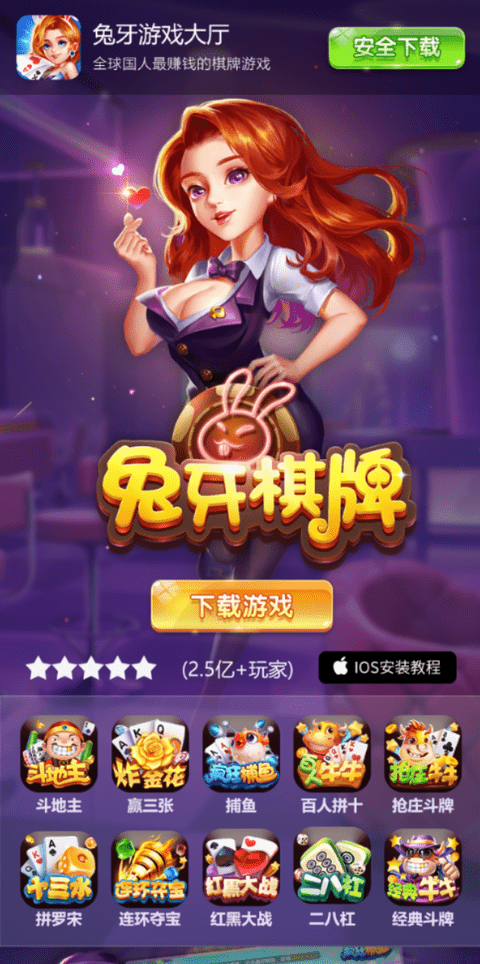 兔牙游戏大厅
全球国人最赚钱的棋牌游戏
安全下载
兔牙棋牌
下载游戏
(2.5亿+玩家)
IOS安装教程
斗地主
炸金花
疯狂捕鱼
百人牛牛
抢庄牛牛
斗地主
赢三张
捕鱼
百人拼十
抢庄斗牌
十三水
连环夺宝
红黑大战
二八杠
经典牛牛
拼罗宋
连环夺宝
红黑大战
二八杠
经典斗牌